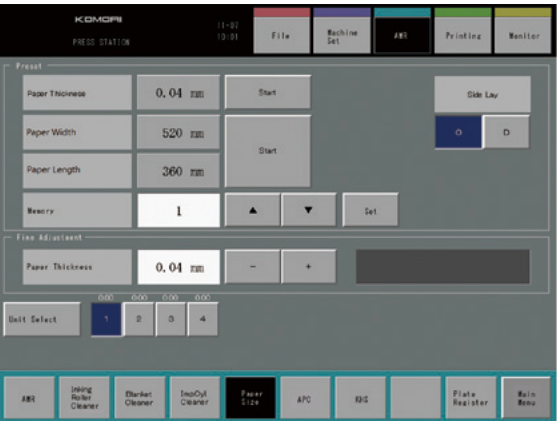 KOMORI
PRESS STATION
11-07
10:01
File
Machine
Set
AMR
Printing
Monitor
Preset
Paper Thickness
0.04 mm
Start
Side Lay
Paper Width
520 mm
Start
O
D
Paper Length
360 mm
Memory
1
▲
▼
Set
Fine Adjustment
Paper Thickness
0.04 mm
-
+
0.00 0.00 0.00 0.00
Unit Select
1
2
3
4
AMR
Inking
Roller
Cleaner
Blanket
Cleaner
ImpCyl
Cleaner
Paper
Size
APC
KHS
Plate
Register
Main
Menu